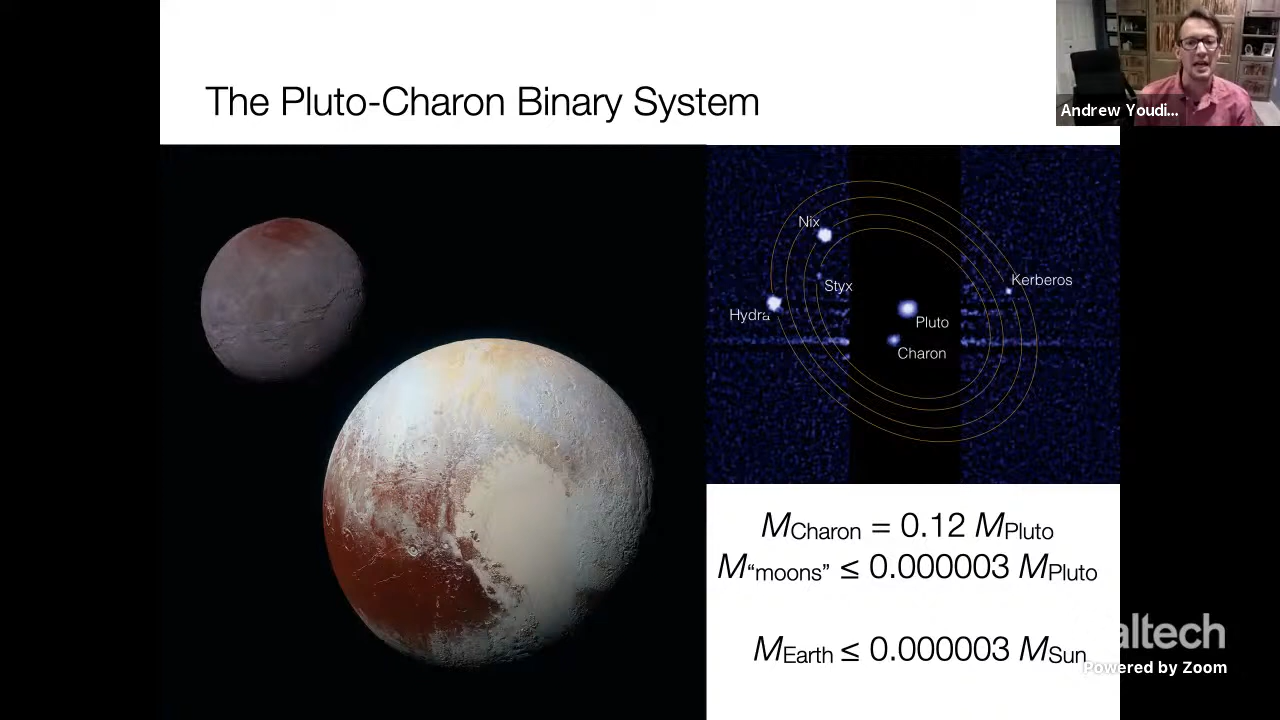 The Pluto-Charon Binary System
Andrew Youdi...
Nix
Styx
Kerberos
Hydra
Pluto
Charon
MCharon = 0.12 MPluto
M“moons” ≤ 0.000003 MPluto
MEarth ≤ 0.000003 MSun
altech
Powered by Zoom